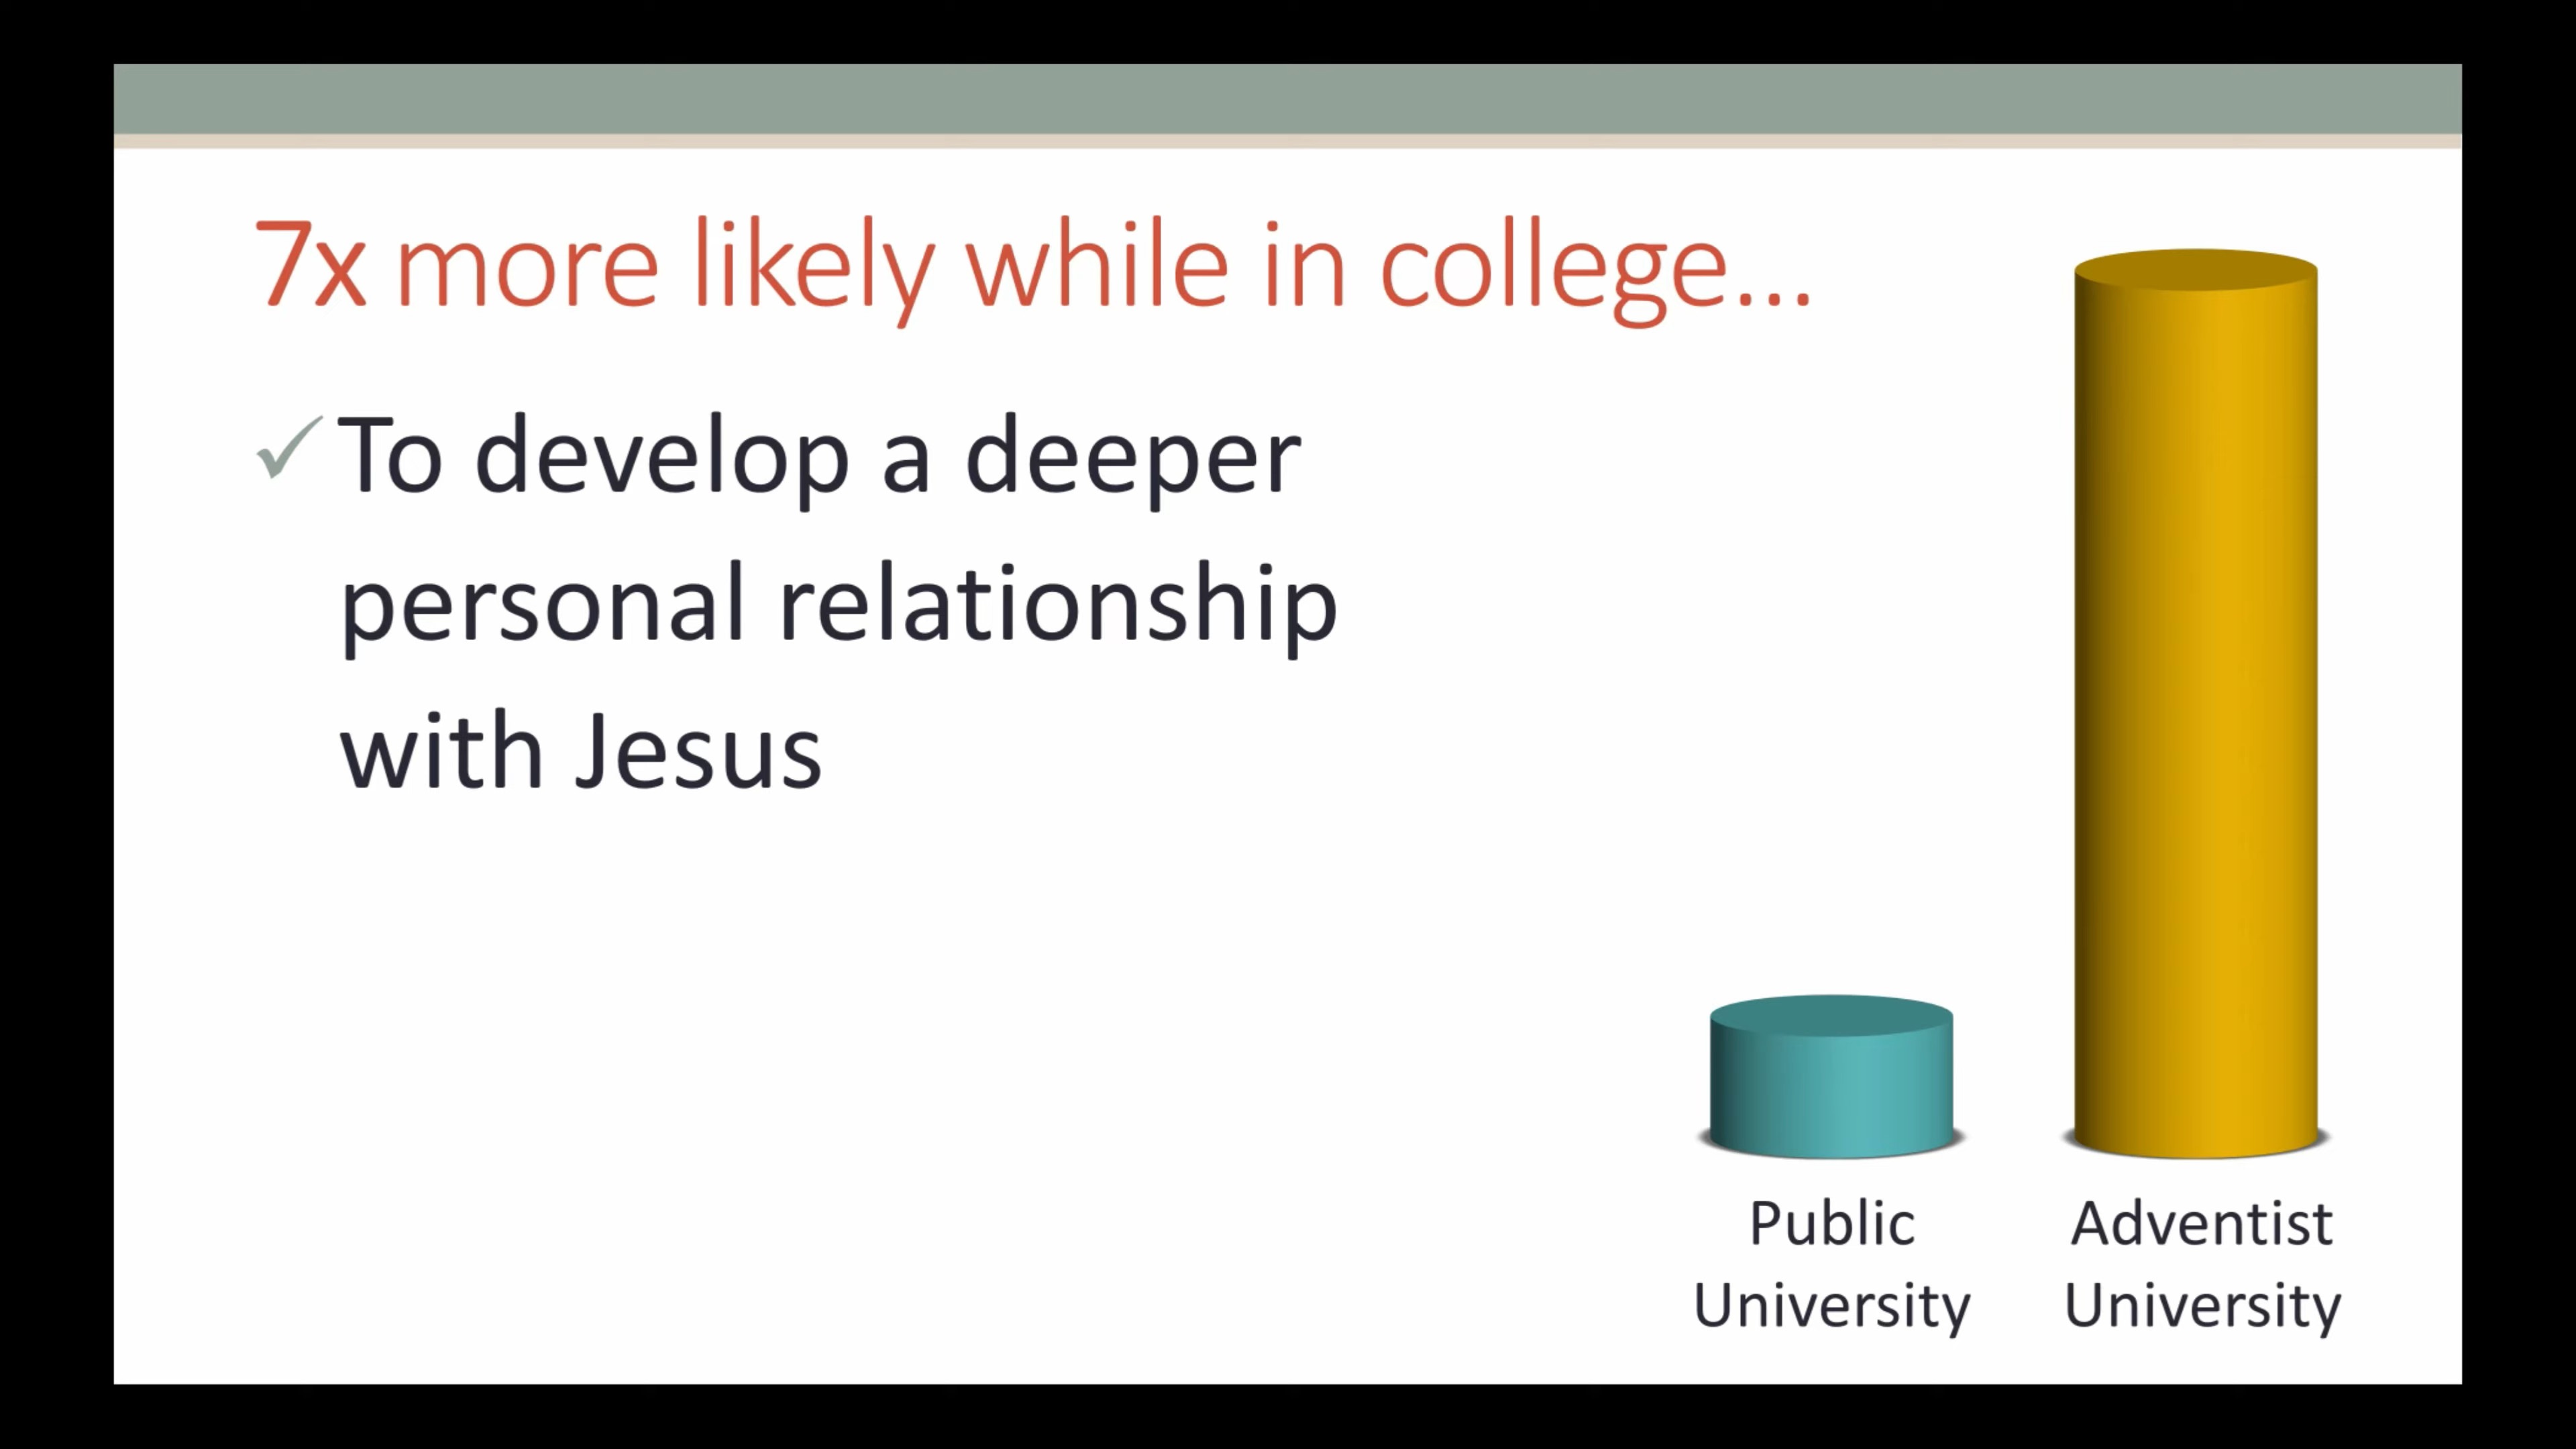 7x more likely while in college...
To develop a deeper
personal relationship
with Jesus
Public
University
Adventist
University